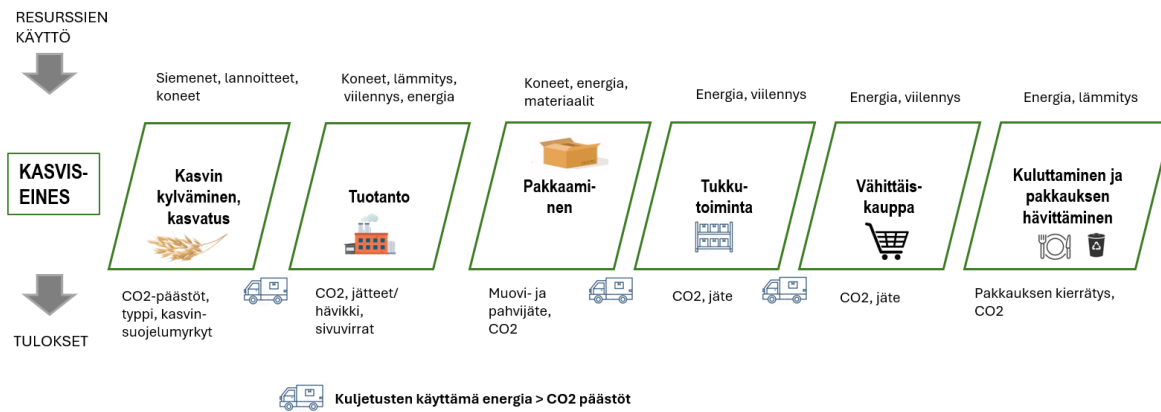 RESURSSIEN
KÄYTTÖ
Siemenet, lannoitteet,
koneet
Koneet, lämmitys,
viilennys, energia
Koneet, energia,
materiaalit
Energia, viilennys
Energia, viilennys
Energia, lämmitys
KASVIS-
EINES
Kasvin
kylväminen,
kasvatus
Tuotanto
Pakkaami-
nen
Tukku-
toiminta
Vähittäis-
kauppa
Kuluttaminen ja
pakkauksen
hävittäminen
CO2-päästöt,
typpi, kasvin-
suojelumyrkyt
CO2, jätteet/
hävikki,
sivuvirrat
Muovi- ja
pahvijäte,
CO2
CO2, jäte
CO2, jäte
Pakkauksen kierrätys,
CO2
TULOKSET
Kuljetusten käyttämä energia > CO2 päästöt